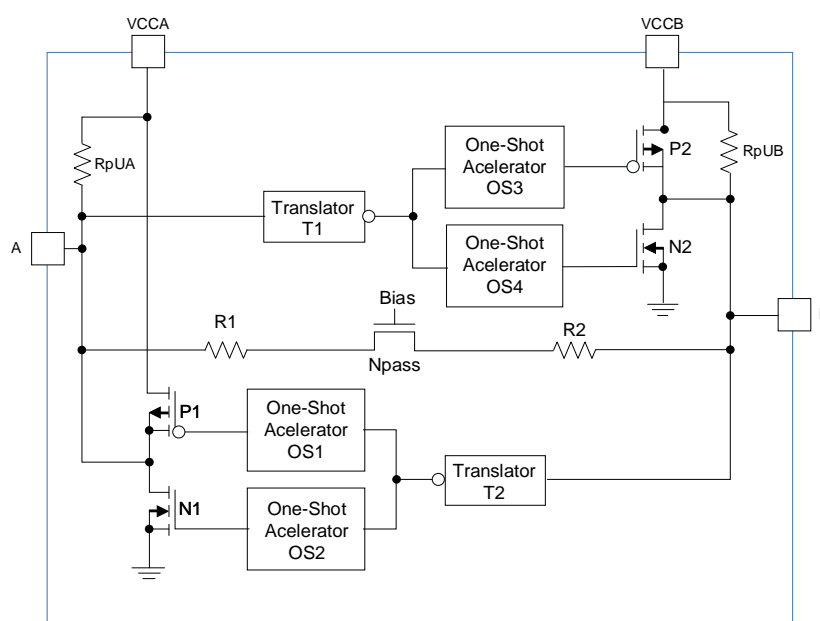 VCCA
VCCB
RpUA
One-Shot
Acelerator
OS3
P2
RpUB
Translator
T1
A
One-Shot
Acelerator
OS4
N2
Bias
R1
R2
Npass
P1
One-Shot
Acelerator
OS1
Translator
T2
N1
One-Shot
Acelerator
OS2